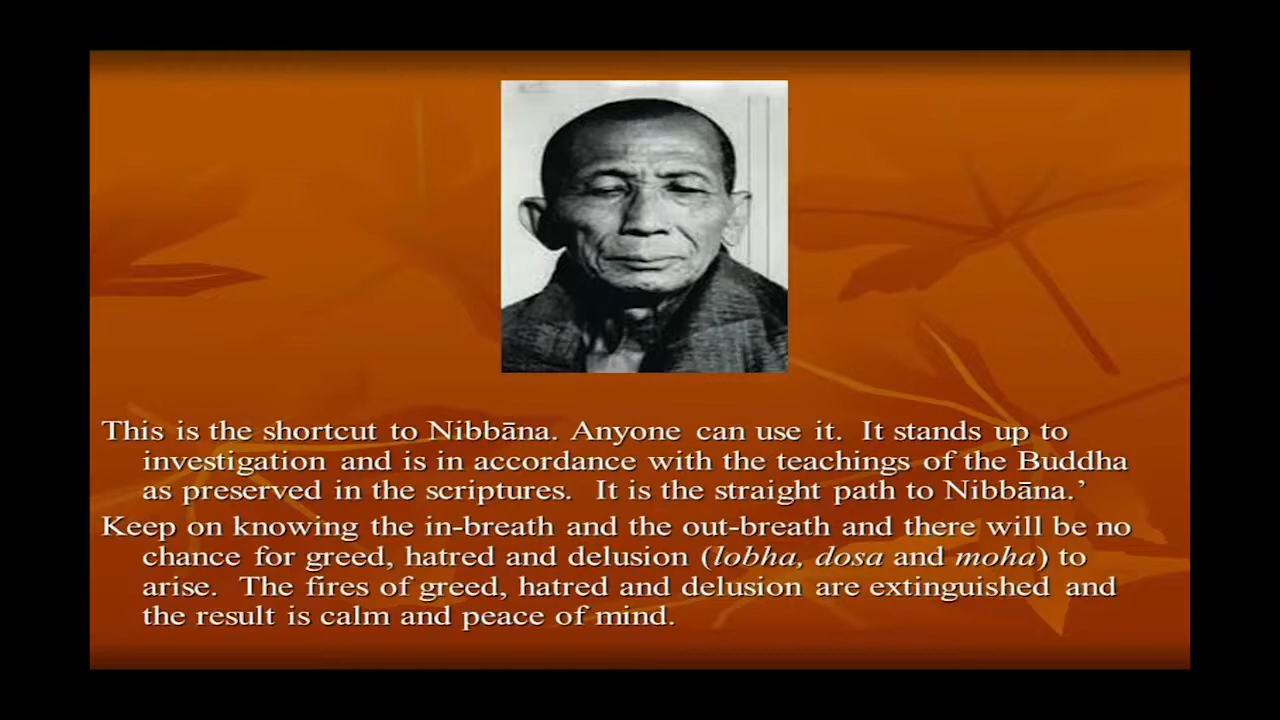 This is the shortcut to Nibbāna. Anyone can use it. It stands up to
investigation and is in accordance with the teachings of the Buddha
as preserved in the scriptures. It is the straight path to Nibbāna.’
Keep on knowing the in-breath and the out-breath and there will be no
chance for greed, hatred and delusion (lobha, dosa and moha) to
arise. The fires of greed, hatred and delusion are extinguished and
the result is calm and peace of mind.